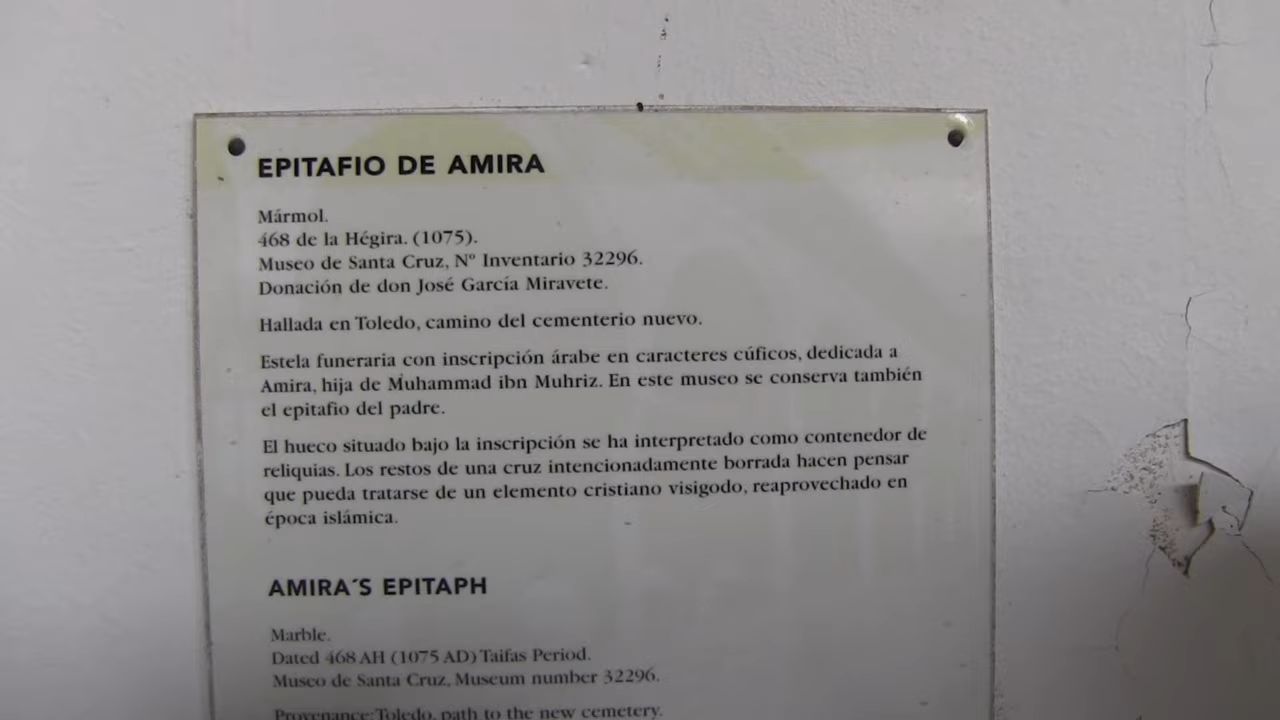 EPITAFIO DE AMIRA
Mármol.
468 de la Hégira. (1075).
Museo de Santa Cruz, Nº Inventario 32296.
Donación de don José García Miravete.
Hallada en Toledo, camino del cementerio nuevo.
Estela funeraria con inscripción árabe en caracteres cúficos, dedicada a
Amira, hija de Muhammad ibn Muhriz. En este museo se conserva también
el epitafio del padre.
El hueco situado bajo la inscripción se ha interpretado como contenedor de
reliquias. Los restos de una cruz intencionadamente borrada hacen pensar
que pueda tratarse de un elemento cristiano visigodo, reaprovechado en
época islámica.
AMIRA´S EPITAPH
Marble.
Dated 468 AH (1075 AD) Taifas Period.
Museo de Santa Cruz, Museum number 32296.
Provenance: Toledo, path to the new cemetery.